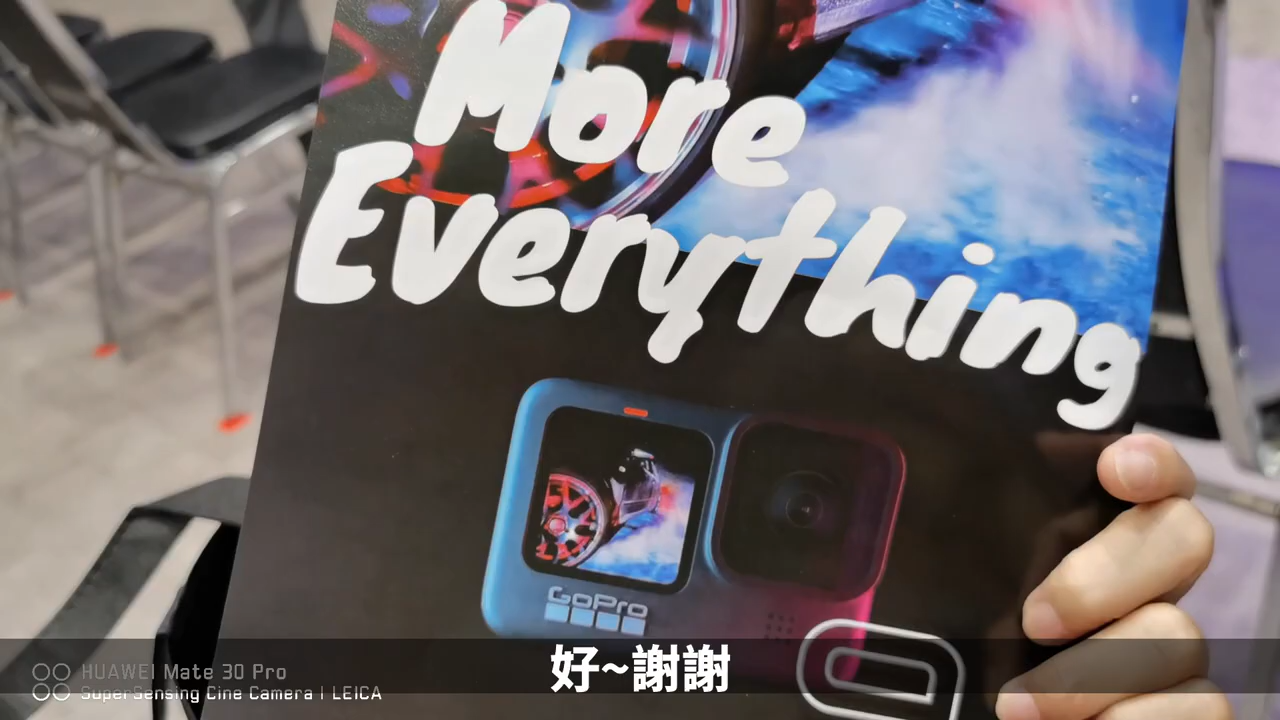 More
Everything
GoPro
好~謝謝
HUAWEI Mate 30 Pro
SuperSensing Cine Camera | LEICA